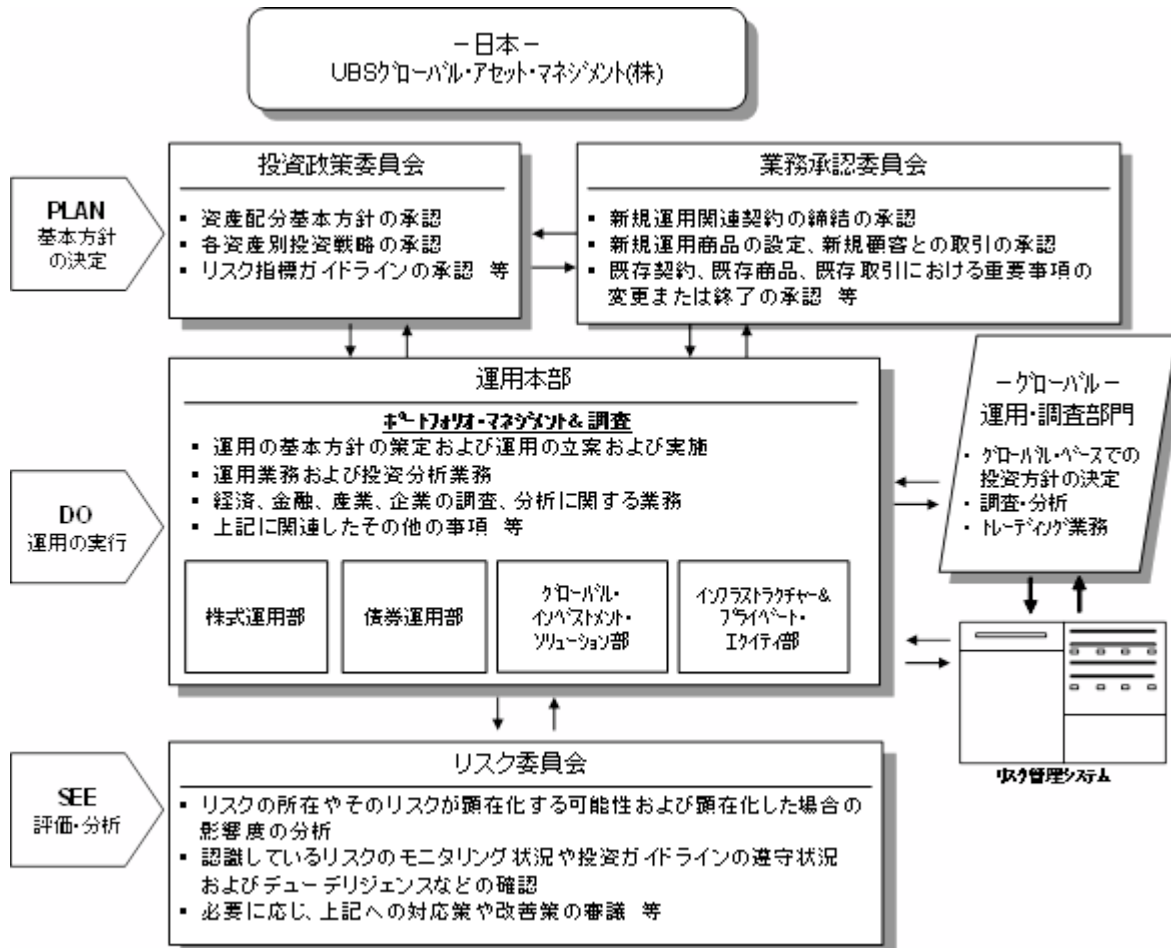 －日本－
UBSグローバル・アセット・マネジメント(株)
PLAN
基本方針
の決定
投資政策委員会
▪ 資産配分基本方針の承認
▪ 各資産別投資戦略の承認
▪ リスク指標ガイドラインの承認 等
業務承認委員会
▪ 新規運用関連契約の締結の承認
▪ 新規運用商品の設定、新規顧客との取引の承認
▪ 既存契約、既存商品、既存取引における重要事項の
変更または終了の承認 等
DO
運用の実行
運用本部
ポートフォリオ・マネジメント& 調査
▪ 運用の基本方針の策定および運用の立案および実施
▪ 運用業務および投資分析業務
▪ 経済、金融、産業、企業の調査、分析に関する業務
▪ 上記に関連したその他の事項 等
株式運用部
債券運用部
グローバル・
インベストメント・
ソリューション部
インフラストラクチャー&
プライベート・
エクイティ部
－グローバル－
運用・調査部門
▪ グローバル・ベースでの
投資方針の決定
▪ 調査・分析
▪ トレーディング業務
リスク管理システム
SEE
評価・分析
リスク委員会
▪ リスクの所在やそのリスクが顕在化する可能性および顕在化した場合の
影響度の分析
▪ 認識しているリスクのモニタリング状況や投資ガイドラインの遵守状況
およびデューデリジェンスなどの確認
▪ 必要に応じ、上記への対応策や改善策の審議 等